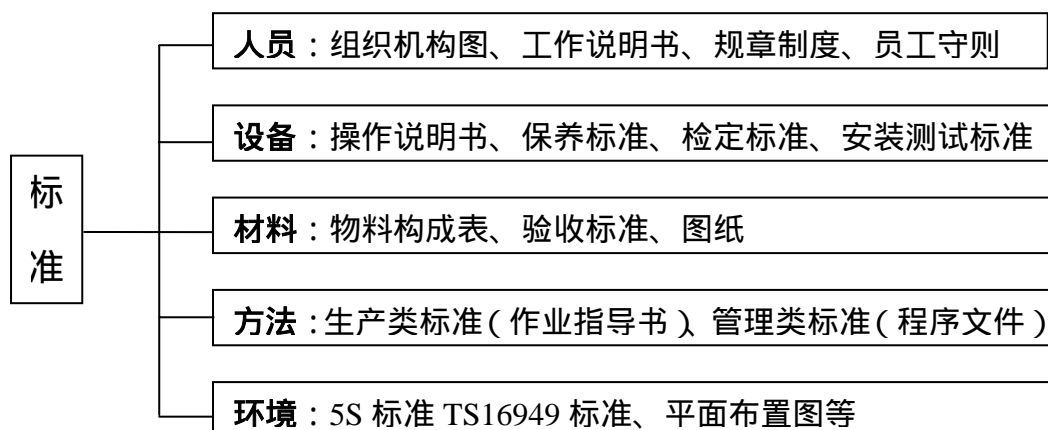 人员：组织机构图、工作说明书、规章制度、员工守则
设备：操作说明书、保养标准、检定标准、安装测试标准
标准
材料：物料构成表、验收标准、图纸
方法：生产类标准（作业指导书）、管理类标准（程序文件）
环境：5S 标准 TS16949 标准、平面布置图等